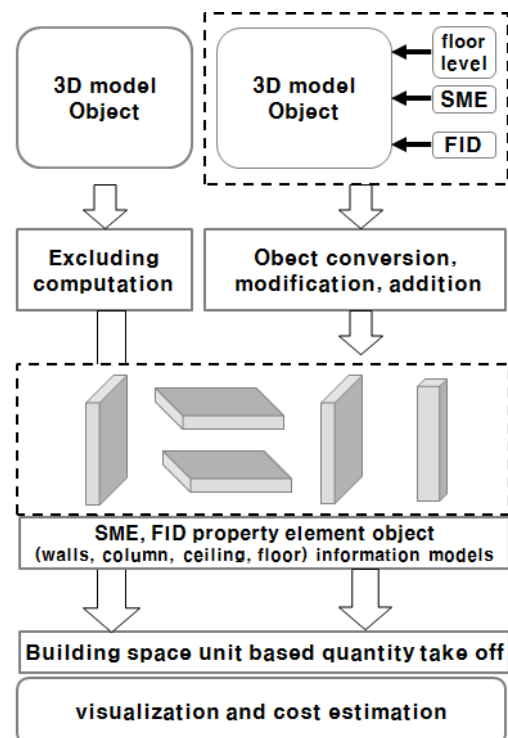 3D model
Object
3D model
Object
floor
level
SME
FID
Excluding
computation
Obect conversion,
modification, addition
SME, FID property element object
(walls, column, ceiling, floor) information models
Building space unit based quantity take off
visualization and cost estimation